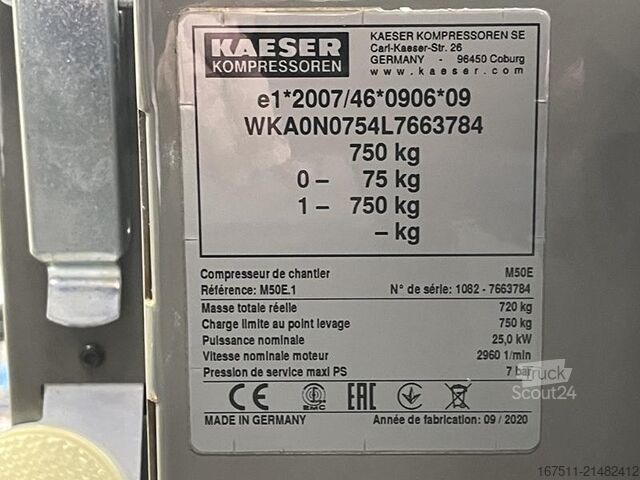 KAESER
KOMPRESSOREN
KAESER KOMPRESSOREN SE
Carl-Kaeser-Str. 26
GERMANY - 96450 Coburg
www.kaeser.com
e1*2007/46*0906*09
WKA0N0754L7663784
750 kg
0 – 75 kg
1 – 750 kg
– kg
Compresseur de chantier M50E
Référence: M50E.1 N° de série: 1082 - 7663784
Masse totale réelle 720 kg
Charge limite au point levage 750 kg
Puissance nominale 25,0 kW
Vitesse nominale moteur 2960 1/min
Pression de service maxi PS 7 bar
CE EMC EAC
MADE IN GERMANY Année de fabrication: 09 / 2020
Truck
Scout24
167511-21482412